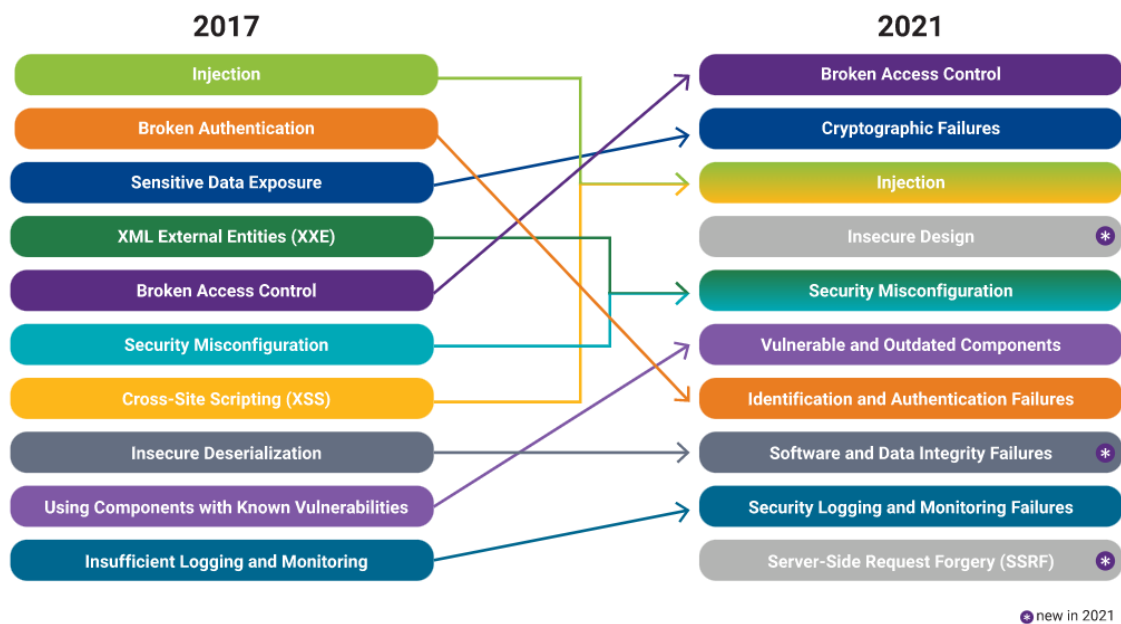 2017
Injection
Broken Authentication
Sensitive Data Exposure
XML External Entities (XXE)
Broken Access Control
Security Misconfiguration
Cross-Site Scripting (XSS)
Insecure Deserialization
Using Components with Known Vulnerabilities
Insufficient Logging and Monitoring
2021
Broken Access Control
Cryptographic Failures
Injection
Insecure Design *
Security Misconfiguration
Vulnerable and Outdated Components
Identification and Authentication Failures
Software and Data Integrity Failures *
Security Logging and Monitoring Failures
Server-Side Request Forgery (SSRF) *
* new in 2021